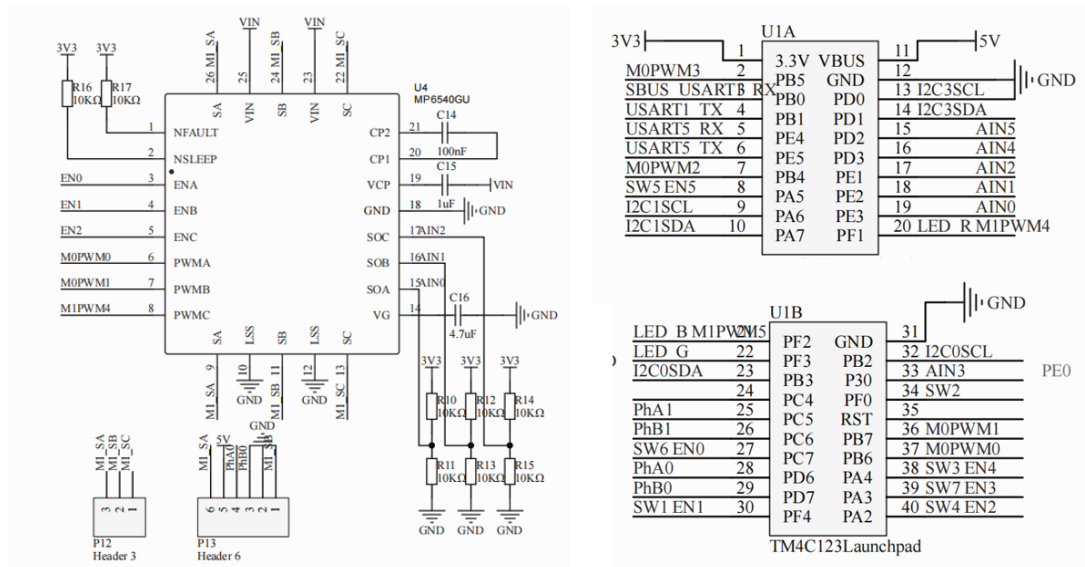 VIN VIN
3V3 3V3
26 M1_SA 25 24 M1_SB 23 22 M1_SC
R16 10KΩ R17 10KΩ
U4
MP6540GU
SA VIN SB VIN SC
1 NFAULT
2 NSLEEP
EN0 3 ENA
EN1 4 ENB
EN2 5 ENC
M0PWM0 6 PWMA
M0PWM1 7 PWMB
M1PWM4 8 PWMC
CP2 21 C14 100nF
CP1 20
VCP 19 C15 1uF VIN
GND 18 GND
SOC 17 AIN2
SOB 16 AIN1
SOA 15 AIN0
VG 14 C16 4.7uF GND
SA LSS SB LSS SC
9 10 11 12 13
M1_SA GND M1_SB GND M1_SC
3V3 3V3 3V3
R10 10KΩ R12 10KΩ R14 10KΩ
R11 10KΩ R13 10KΩ R15 10KΩ
GND GND GND
M1_SA M1_SB M1_SC
3 2 1
P12
Header 3
M1_SA 5V PhA0 PhB0 GND M1_SB
6 5 4 3 2 1
P13
Header 6
U1A
3V3 1 3.3V VBUS 11 5V
M0PWM3 2 PB5 GND 12 GND
SBUS USART1 RX 3 PB0 PD0 13 I2C3SCL
USART1 TX 4 PB1 PD1 14 I2C3SDA
USART5 RX 5 PE4 PD2 15 AIN5
USART5 TX 6 PE5 PD3 16 AIN4
M0PWM2 7 PB4 PE1 17 AIN2
SW5 EN5 8 PA5 PE2 18 AIN1
I2C1SCL 9 PA6 PE3 19 AIN0
I2C1SDA 10 PA7 PF1 20 LED R M1PWM4
U1B
GND
LED B M1PWM5 21 PF2 GND 31
LED G 22 PF3 PB2 32 I2C0SCL
I2C0SDA 23 PB3 P30 33 AIN3 PE0
24 PC4 PF0 34 SW2
PhA1 25 PC5 RST 35
PhB1 26 PC6 PB7 36 M0PWM1
SW6 EN0 27 PC7 PB6 37 M0PWM0
PhA0 28 PD6 PA4 38 SW3 EN4
PhB0 29 PD7 PA3 39 SW7 EN3
SW1 EN1 30 PF4 PA2 40 SW4 EN2
TM4C123Launchpad